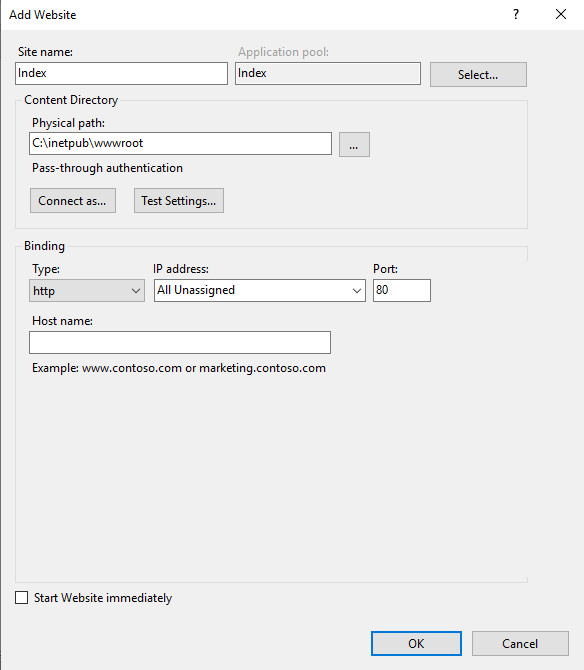 Add Website
?
Site name:
Application pool:
Index
Index
Select...
Content Directory
Physical path:
C:\inetpub\wwwroot
...
Pass-through authentication
Connect as...
Test Settings...
Binding
Type:
IP address:
Port:
http
All Unassigned
80
Host name:
Example: www.contoso.com or marketing.contoso.com
Start Website immediately
OK
Cancel